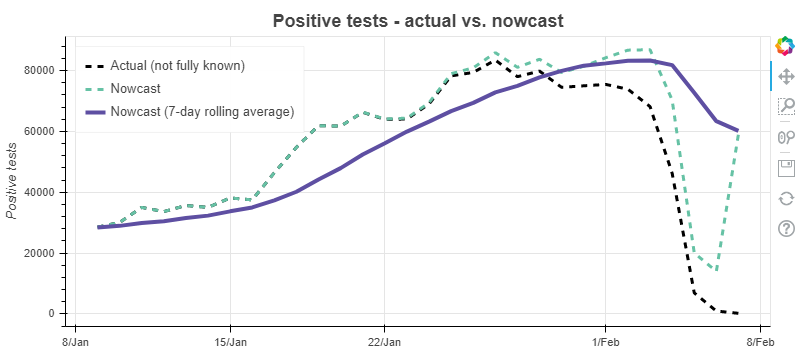 Positive tests - actual vs. nowcast
Actual (not fully known)
Nowcast
Nowcast (7-day rolling average)
Positive tests
80000
60000
40000
20000
0
8/Jan
15/Jan
22/Jan
1/Feb
8/Feb